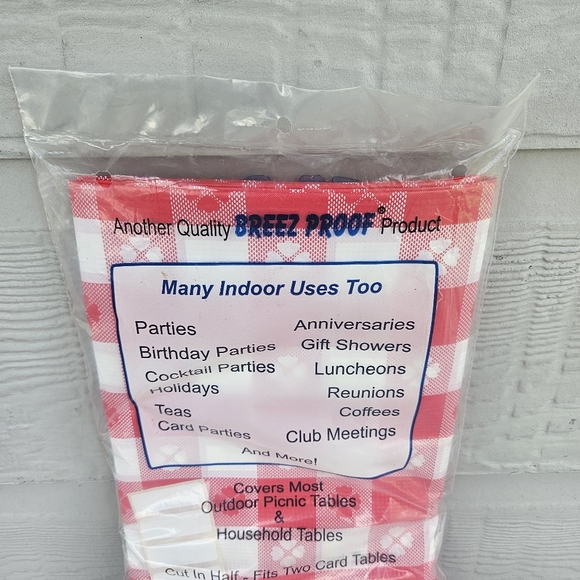 Another Quality BREEZ PROOF® Product
Many Indoor Uses Too
Parties
Birthday Parties
Cocktail Parties
Holidays
Teas
Card Parties
Anniversaries
Gift Showers
Luncheons
Reunions
Coffees
Club Meetings
And More!
Covers Most
Outdoor Picnic Tables
&
Household Tables
Cut In Half - Fits Two Card Tables